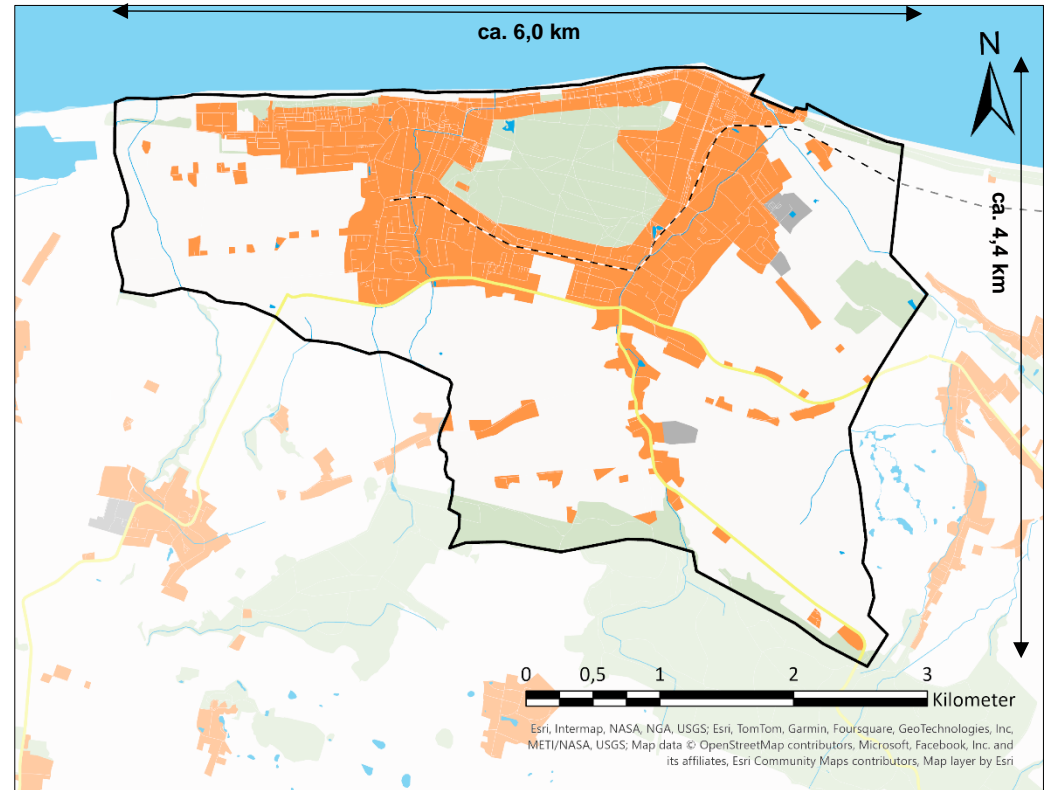 ca. 6,0 km
N
ca. 4,4 km
0 0,5 1 2 3
Kilometer
Esri, Intermap, NASA, NGA, USGS; Esri, TomTom, Garmin, Foursquare, GeoTechnologies, Inc,
METI/NASA, USGS; Map data © OpenStreetMap contributors, Microsoft, Facebook, Inc. and
its affiliates, Esri Community Maps contributors, Map layer by Esri